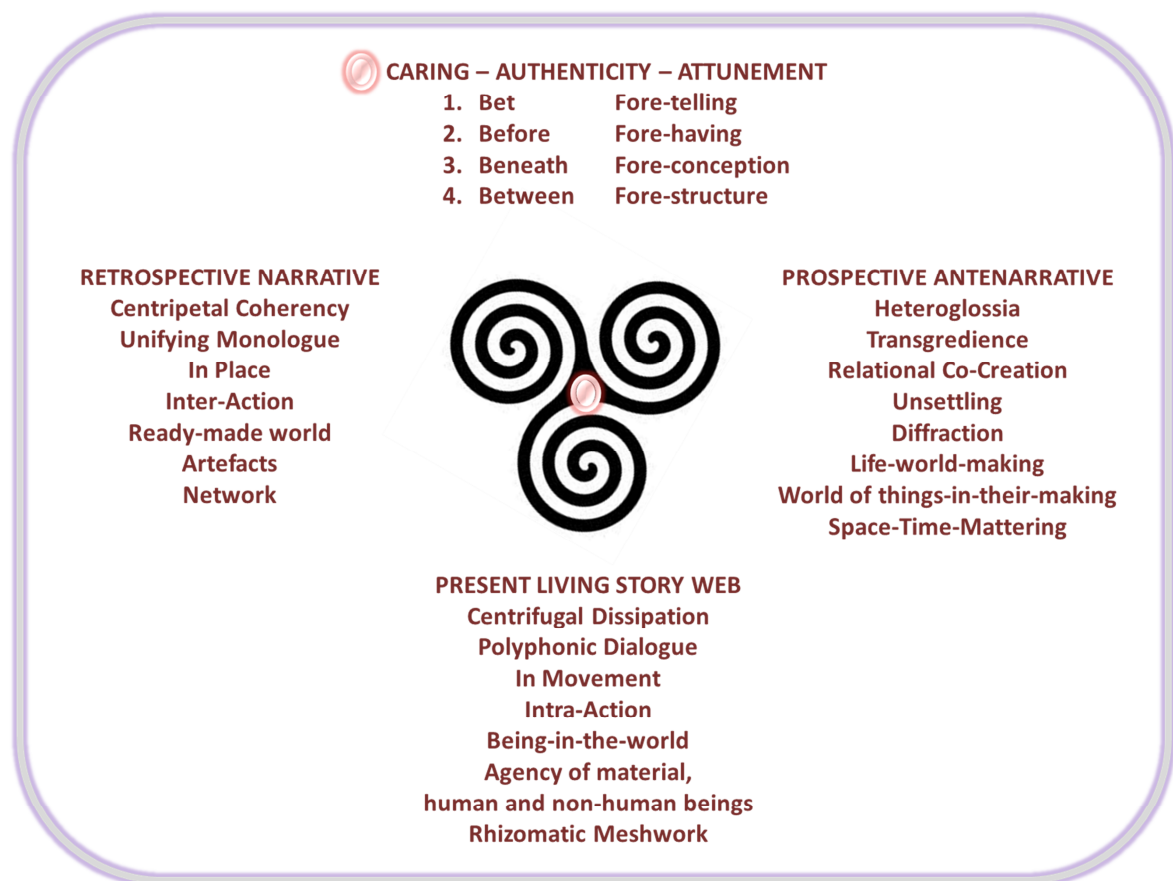 CARING – AUTHENTICITY – ATTUNEMENT
1. Bet Fore-telling
2. Before Fore-having
3. Beneath Fore-conception
4. Between Fore-structure
RETROSPECTIVE NARRATIVE
Centripetal Coherency
Unifying Monologue
In Place
Inter-Action
Ready-made world
Artefacts
Network
PROSPECTIVE ANTENARRATIVE
Heteroglossia
Transgredience
Relational Co-Creation
Unsettling
Diffraction
Life-world-making
World of things-in-their-making
Space-Time-Mattering
PRESENT LIVING STORY WEB
Centrifugal Dissipation
Polyphonic Dialogue
In Movement
Intra-Action
Being-in-the-world
Agency of material,
human and non-human beings
Rhizomatic Meshwork